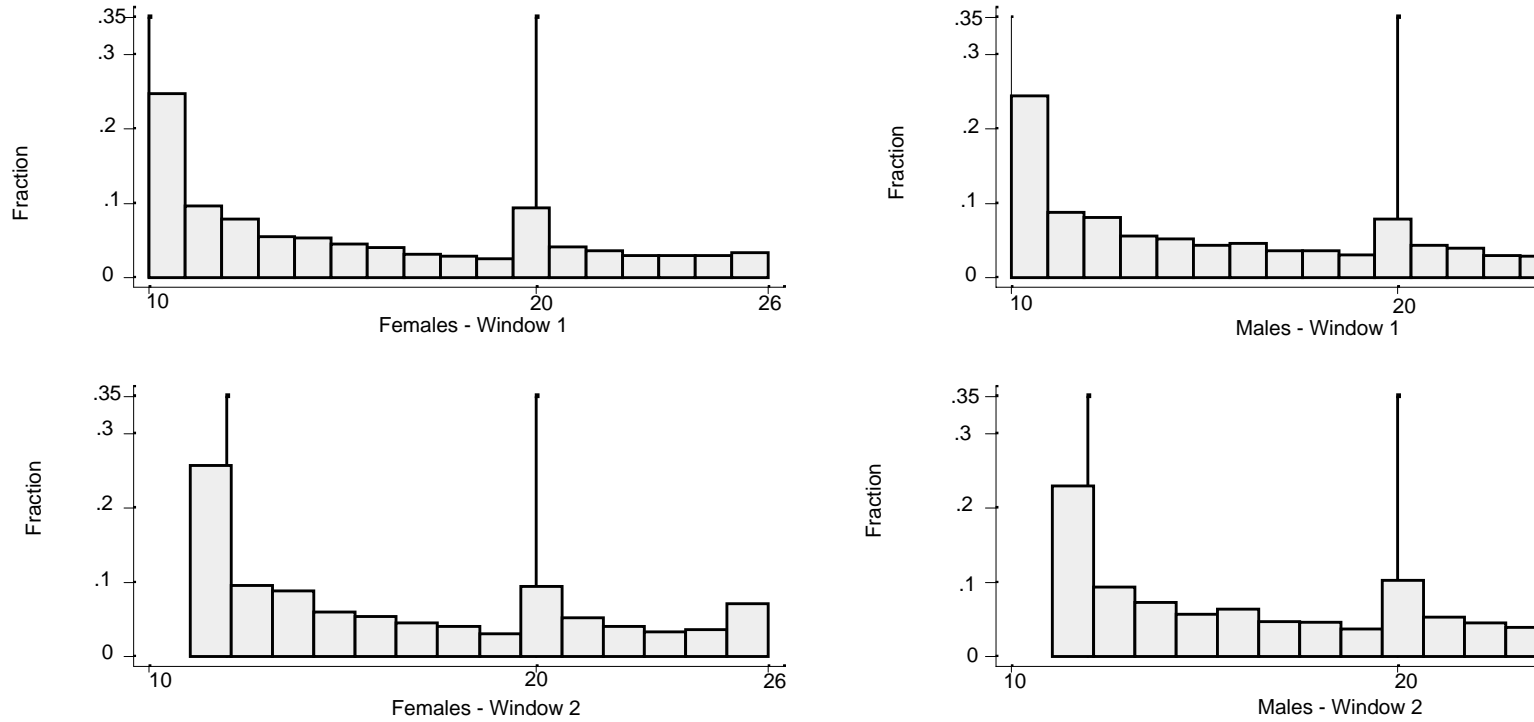 .35
.3
.2
.1
0
Fraction
10 20 26
Females - Window 1
.35
.3
.2
.1
0
Fraction
10 20
Males - Window 1
.35
.3
.2
.1
0
Fraction
10 20 26
Females - Window 2
.35
.3
.2
.1
0
Fraction
10 20
Males - Window 2